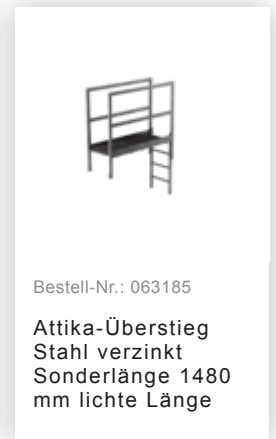 Bestell-Nr.: 063185
Attika-Überstieg
Stahl verzinkt
Sonderlänge 1480
mm lichte Länge